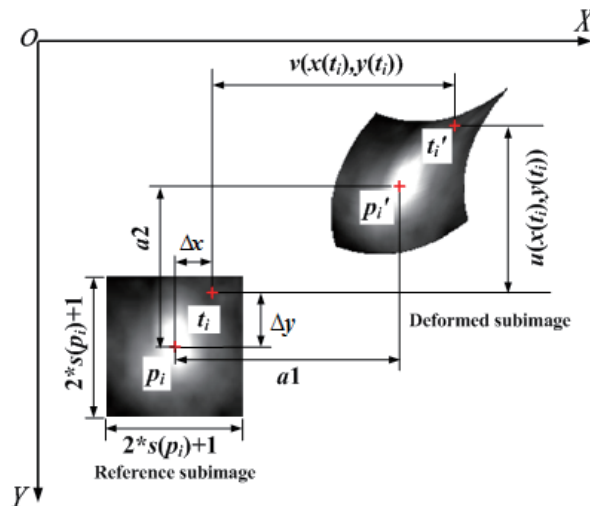 O
X
v(x(tᵢ),y(tᵢ))
tᵢ'
pᵢ'
u(x(tᵢ),y(tᵢ))
a2
Δx
tᵢ
Δy
Deformed subimage
2*s(pᵢ)+1
pᵢ
a1
2*s(pᵢ)+1
Reference subimage
Y